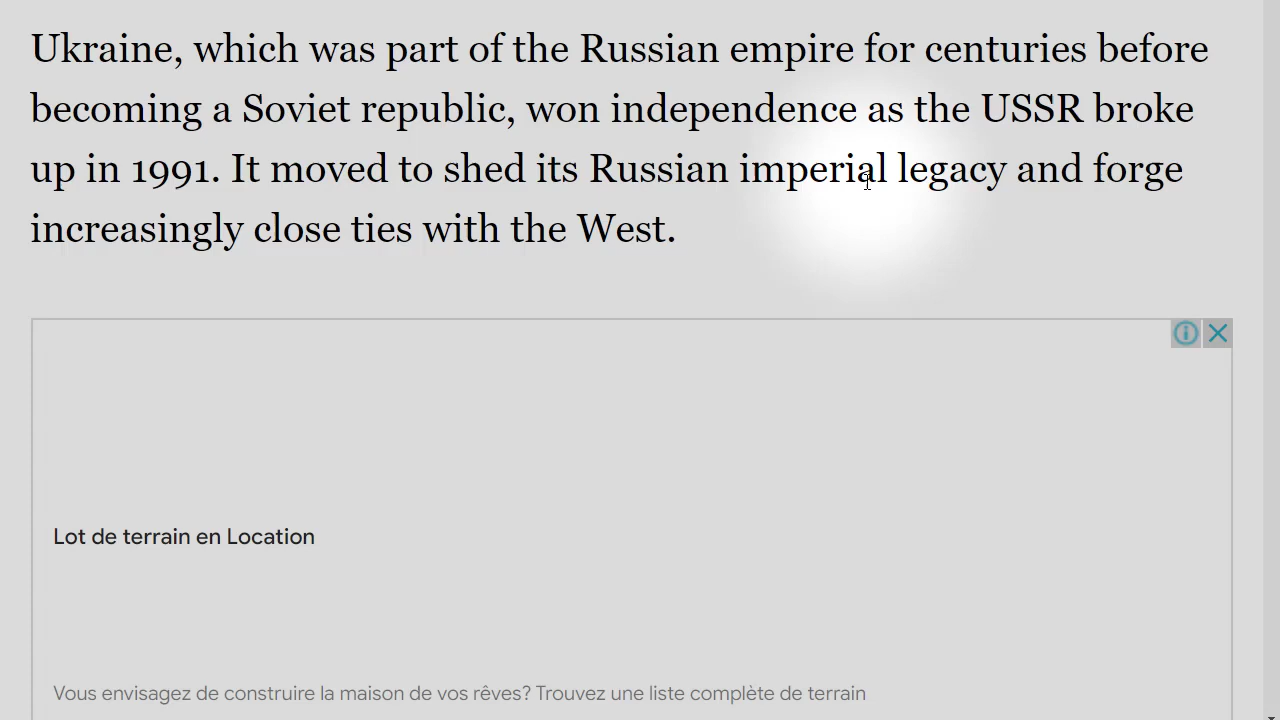 Ukraine, which was part of the Russian empire for centuries before
becoming a Soviet republic, won independence as the USSR broke
up in 1991. It moved to shed its Russian imperial legacy and forge
increasingly close ties with the West.
Lot de terrain en Location
Vous envisagez de construire la maison de vos rêves? Trouvez une liste complète de terrain